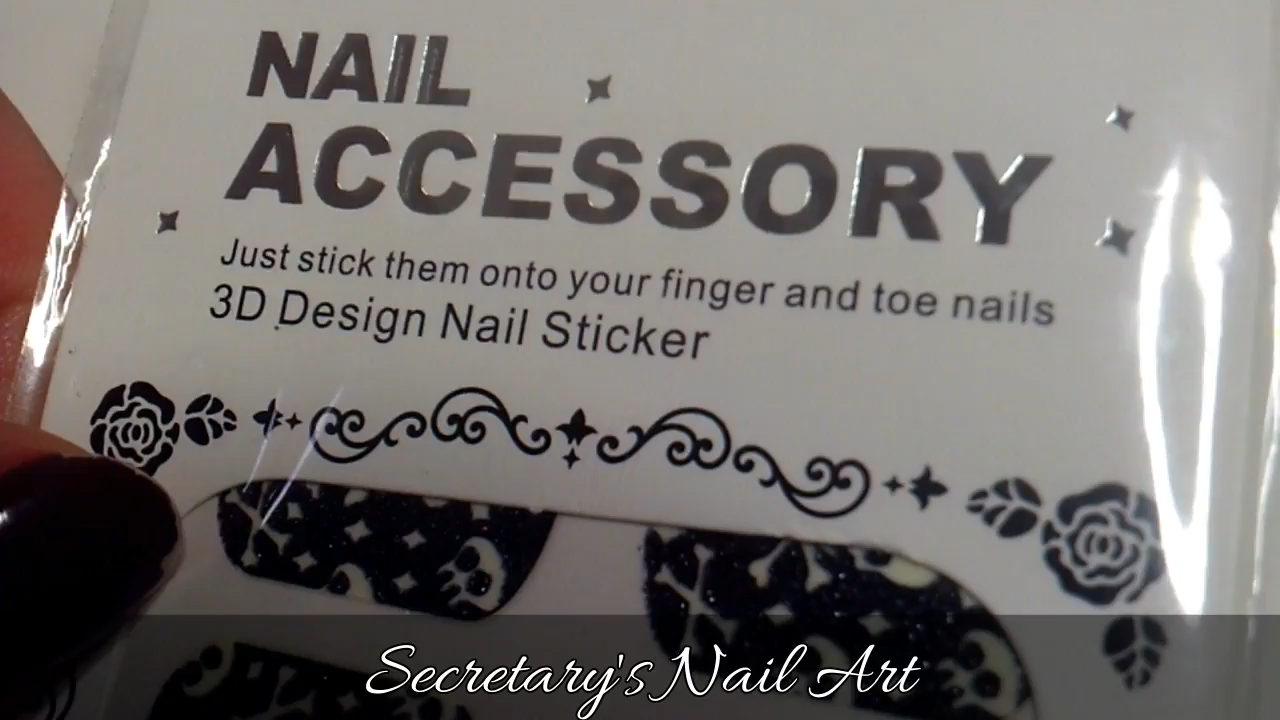 NAIL
ACCESSORY
Just stick them onto your finger and toe nails
3D Design Nail Sticker
Secretary's Nail Art